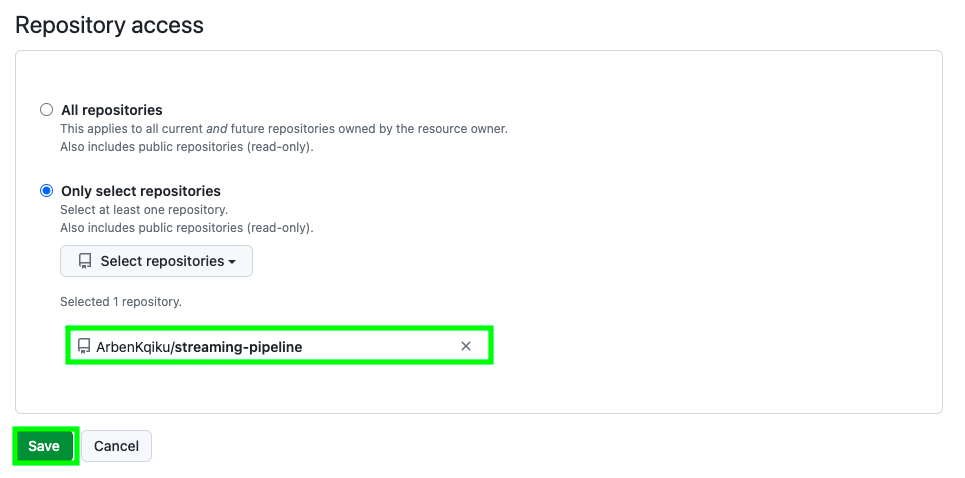 Repository access
All repositories
This applies to all current and future repositories owned by the resource owner.
Also includes public repositories (read-only).
Only select repositories
Select at least one repository.
Also includes public repositories (read-only).
Select repositories
Selected 1 repository.
ArbenKqiku/streaming-pipeline
Save Cancel